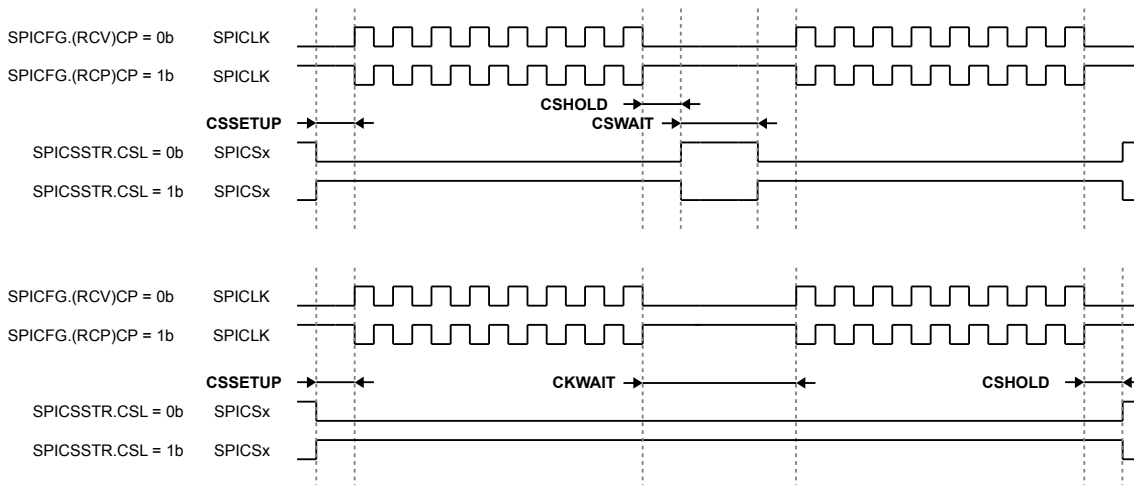 SPICFG.(RCV)CP = 0b SPICLK
SPICFG.(RCP)CP = 1b SPICLK
CSHOLD
CSSETUP CSWAIT
SPICSSTR.CSL = 0b SPICSx
SPICSSTR.CSL = 1b SPICSx
SPICFG.(RCV)CP = 0b SPICLK
SPICFG.(RCP)CP = 1b SPICLK
CSSETUP CKWAIT CSHOLD
SPICSSTR.CSL = 0b SPICSx
SPICSSTR.CSL = 1b SPICSx